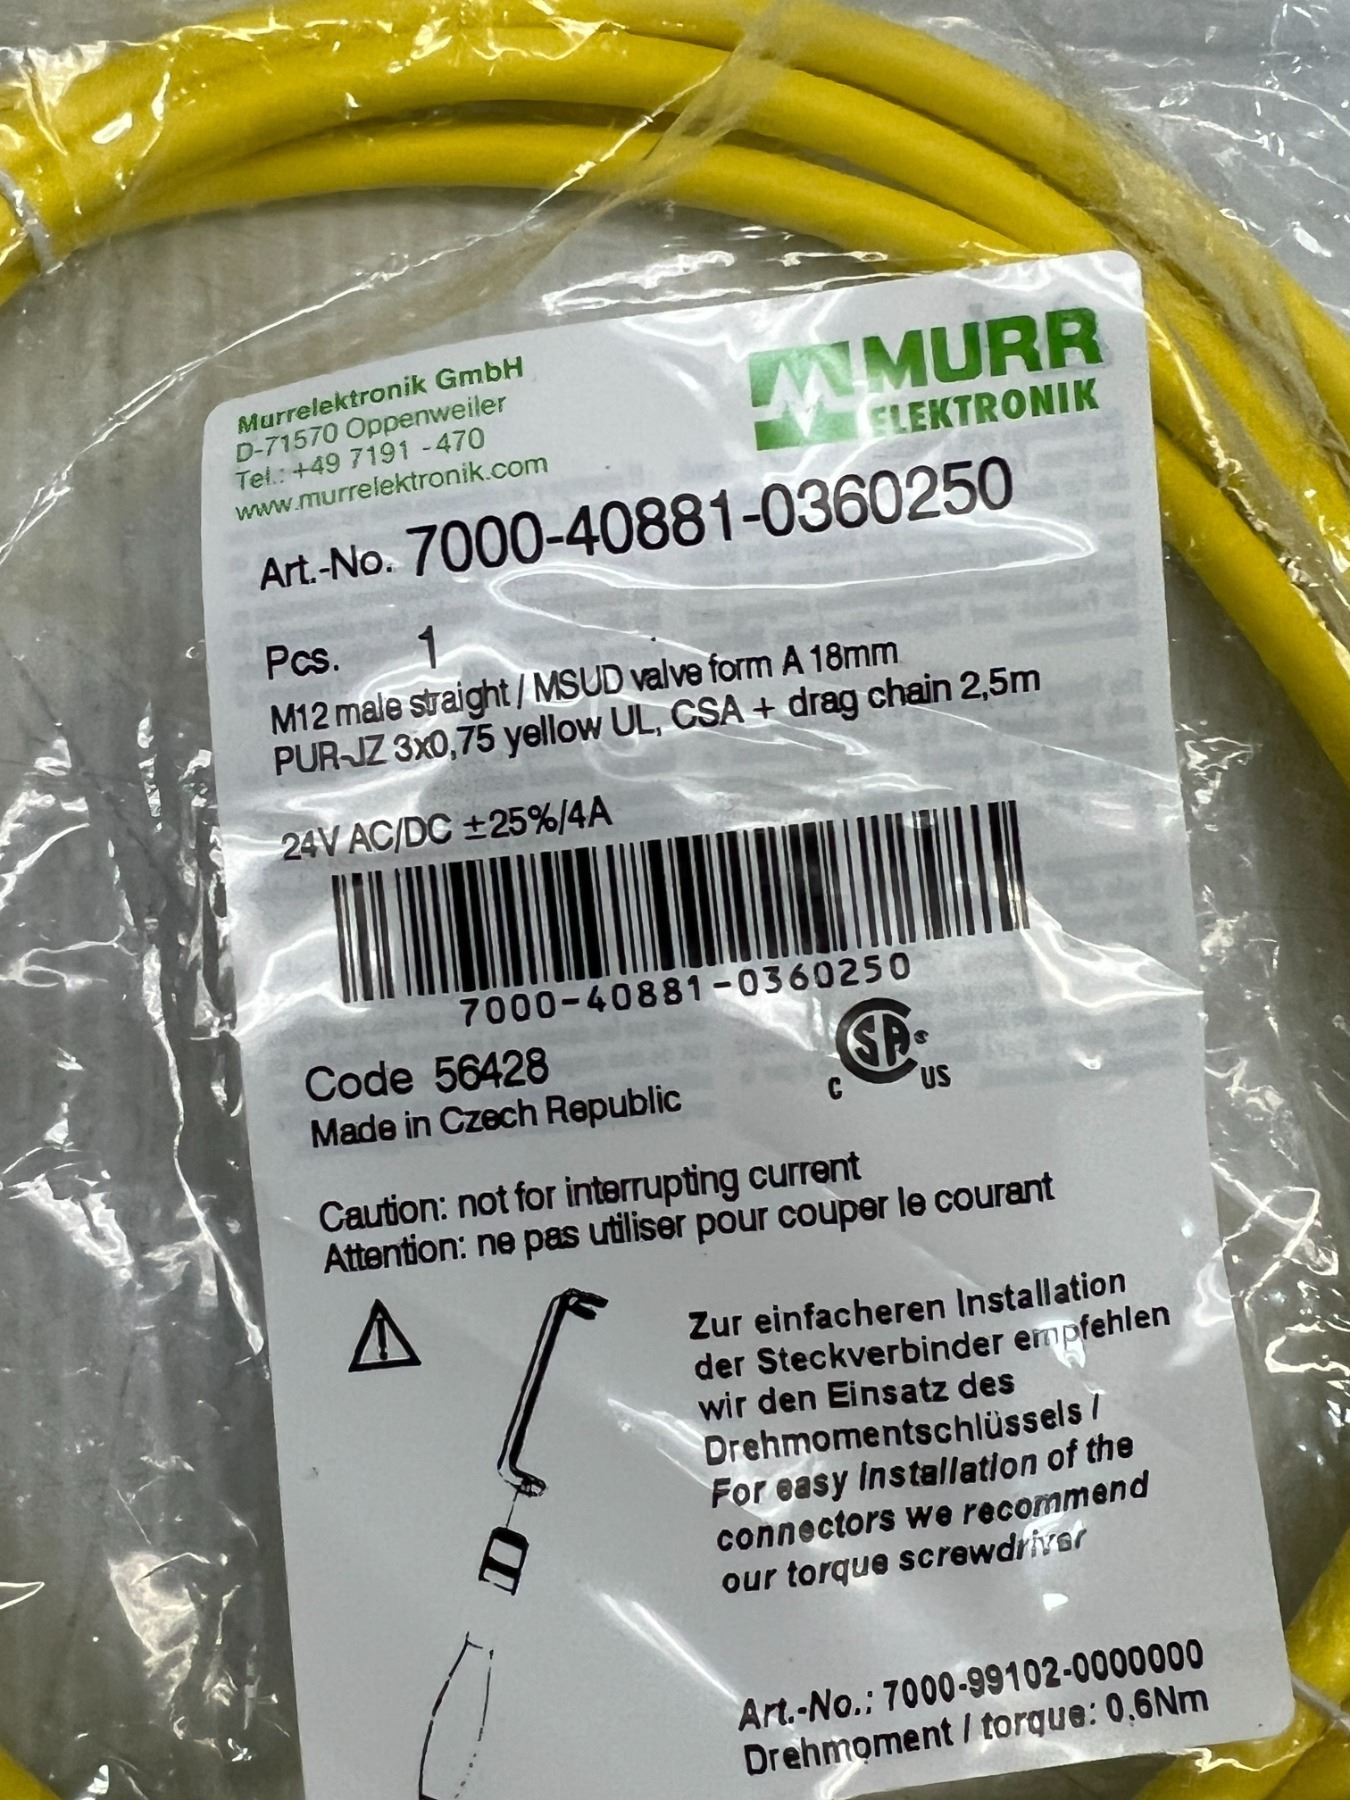 Murrelektronik GmbH
D-71570 Oppenweiler
Tel.: +49 7191 -470
www.murrelektronik.com
MURR
ELEKTRONIK
Art.-No. 7000-40881-0360250
Pcs. 1
M12 male straight / MSUD valve form A 18mm
PUR-JZ 3x0,75 yellow UL, CSA + drag chain 2,5m
24V AC/DC ±25%/4A
7000-40881-0360250
Code 56428
Made in Czech Republic
C SA® US
Caution: not for interrupting current
Attention: ne pas utiliser pour couper le courant
Zur einfacheren Installation
der Steckverbinder empfehlen
wir den Einsatz des
Drehmomentschlüssels /
For easy installation of the
connectors we recommend
our torque screwdriver
Art.-No.: 7000-99102-0000000
Drehmoment / torque: 0,6Nm